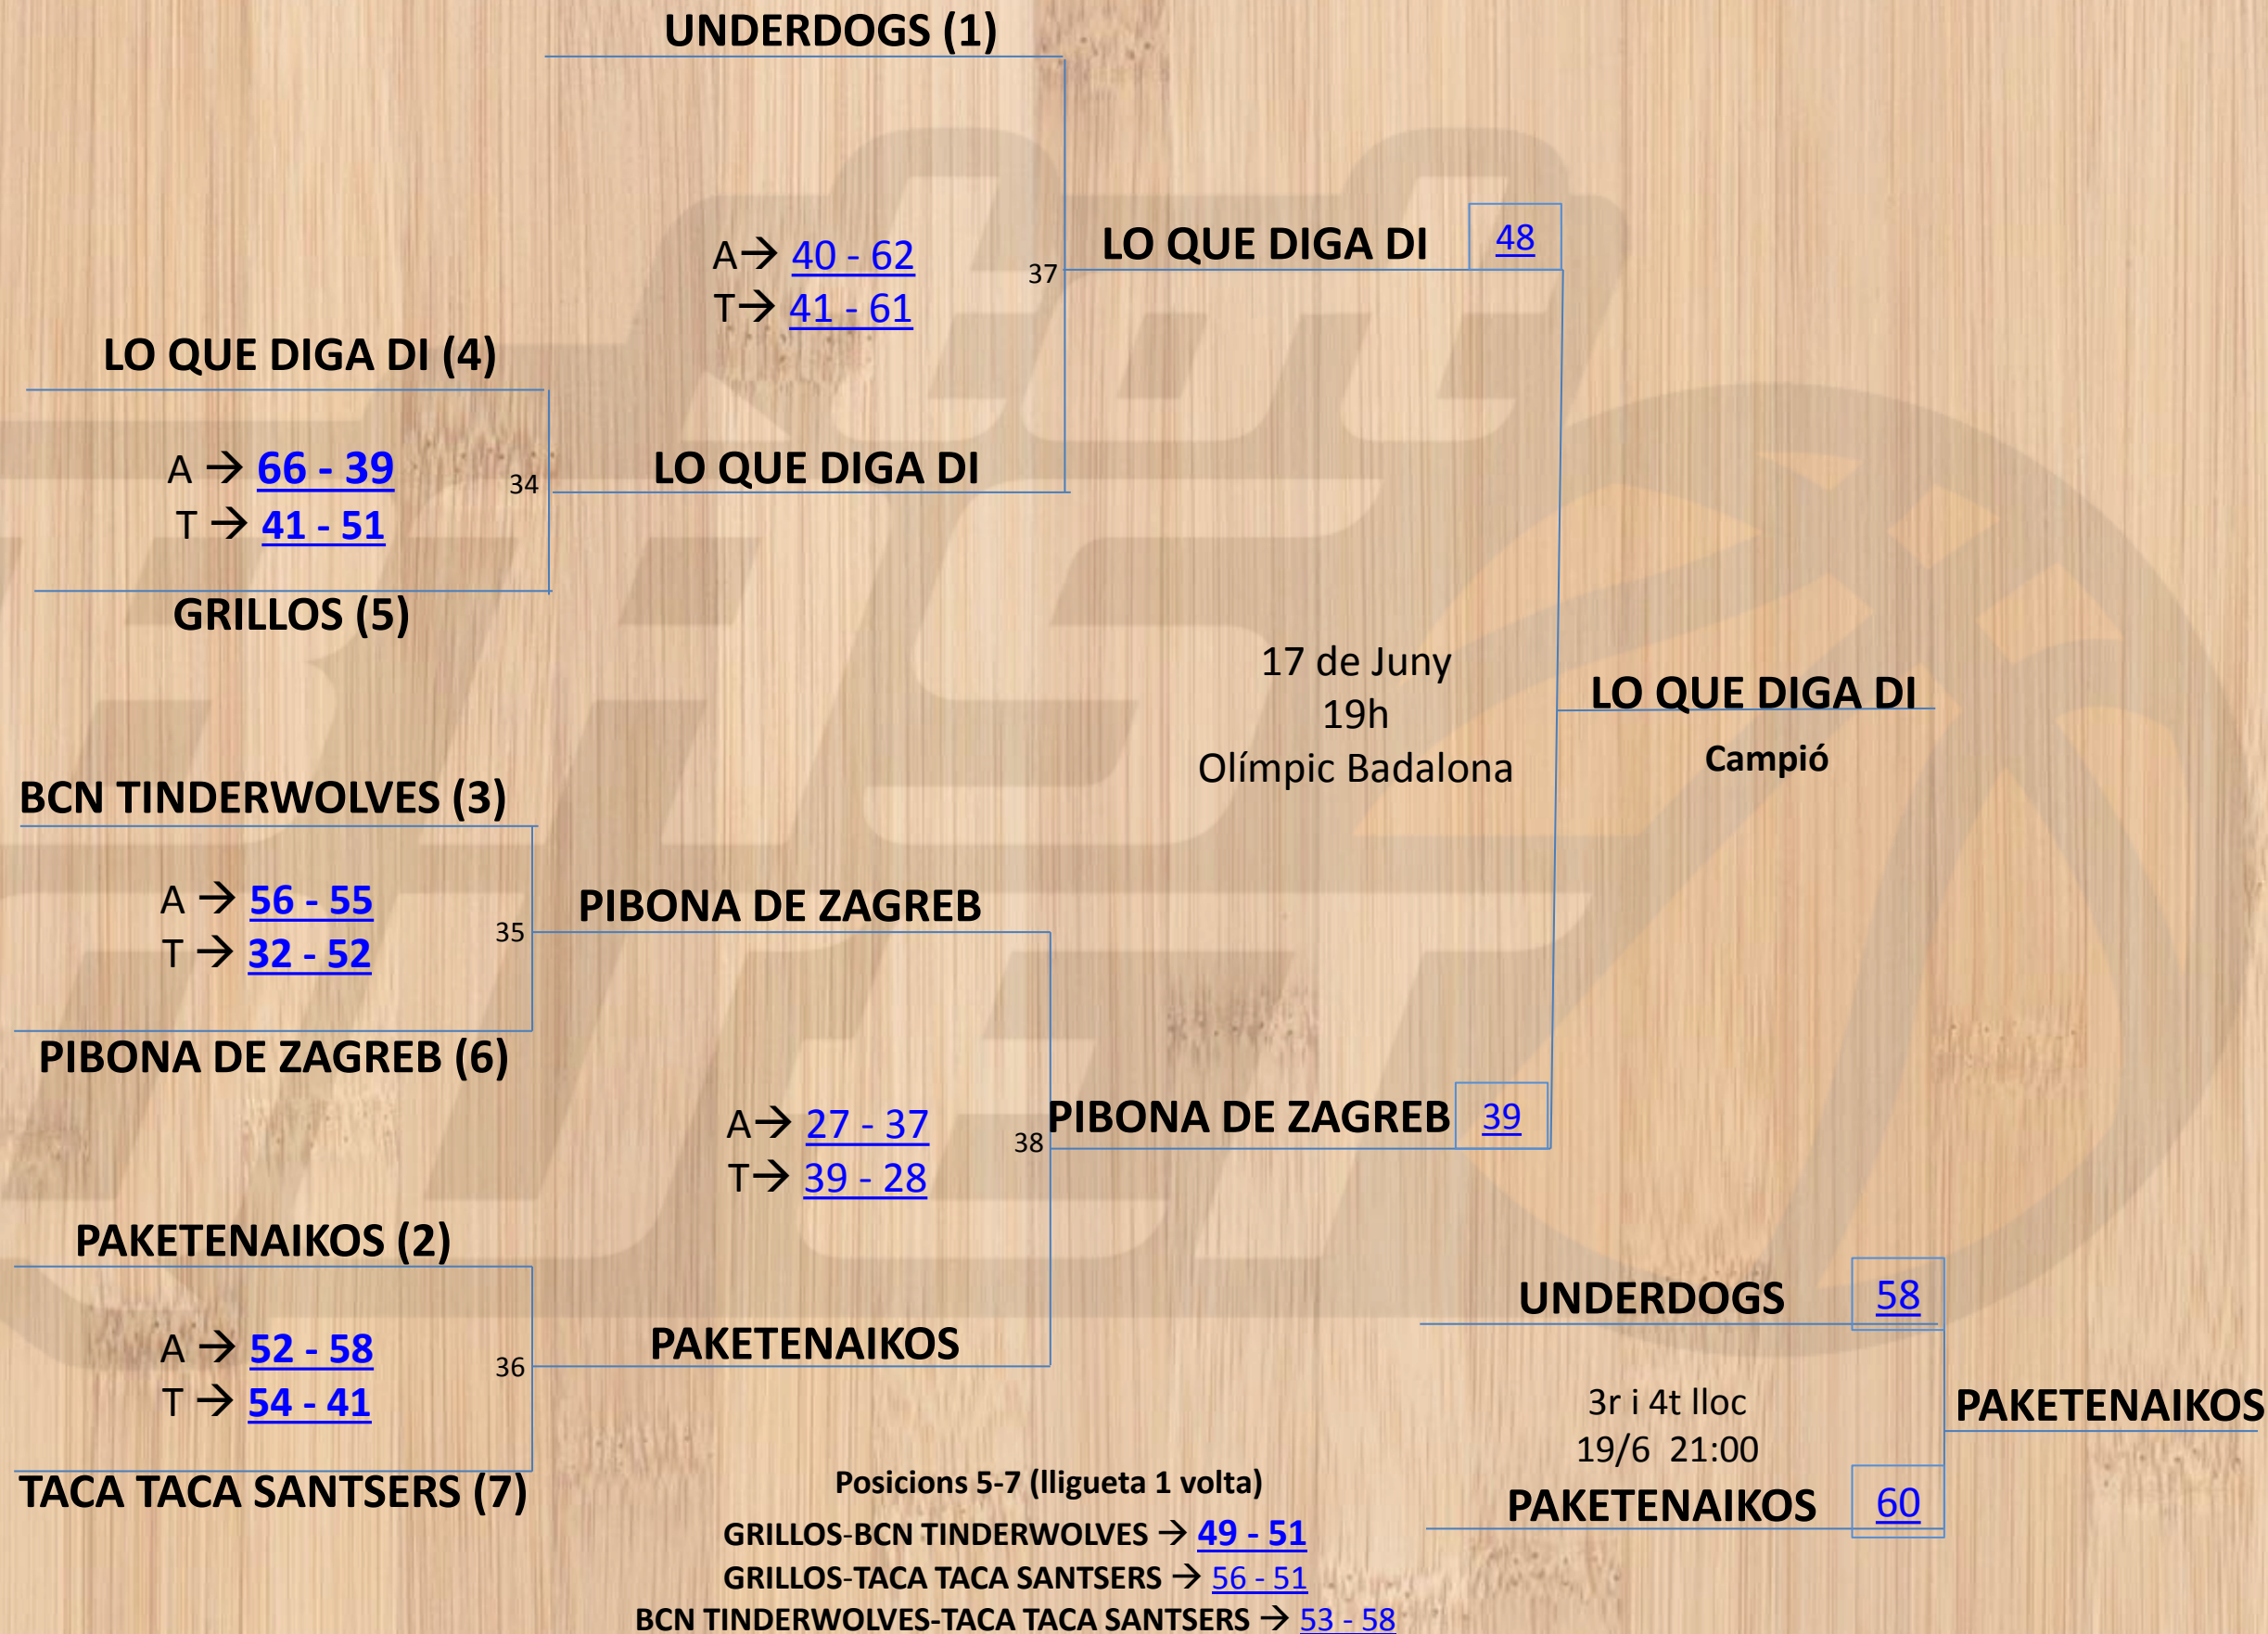 UNDERDOGS (1)
A→ 40 - 62
T→ 41 - 61
37
LO QUE DIGA DI 48
LO QUE DIGA DI (4)
A → 66 - 39
T → 41 - 51
34
LO QUE DIGA DI
GRILLOS (5)
17 de Juny
19h
Olímpic Badalona
LO QUE DIGA DI
Campió
BCN TINDERWOLVES (3)
A → 56 - 55
T → 32 - 52
35
PIBONA DE ZAGREB
PIBONA DE ZAGREB (6)
A→ 27 - 37
T→ 39 - 28
38
PIBONA DE ZAGREB 39
PAKETENAIKOS (2)
A → 52 - 58
T → 54 - 41
36
PAKETENAIKOS
TACA TACA SANTSERS (7)
UNDERDOGS 58
3r i 4t lloc
19/6 21:00
PAKETENAIKOS
PAKETENAIKOS 60
Posicions 5-7 (lligueta 1 volta)
GRILLOS-BCN TINDERWOLVES → 49 - 51
GRILLOS-TACA TACA SANTSERS → 56 - 51
BCN TINDERWOLVES-TACA TACA SANTSERS → 53 - 58